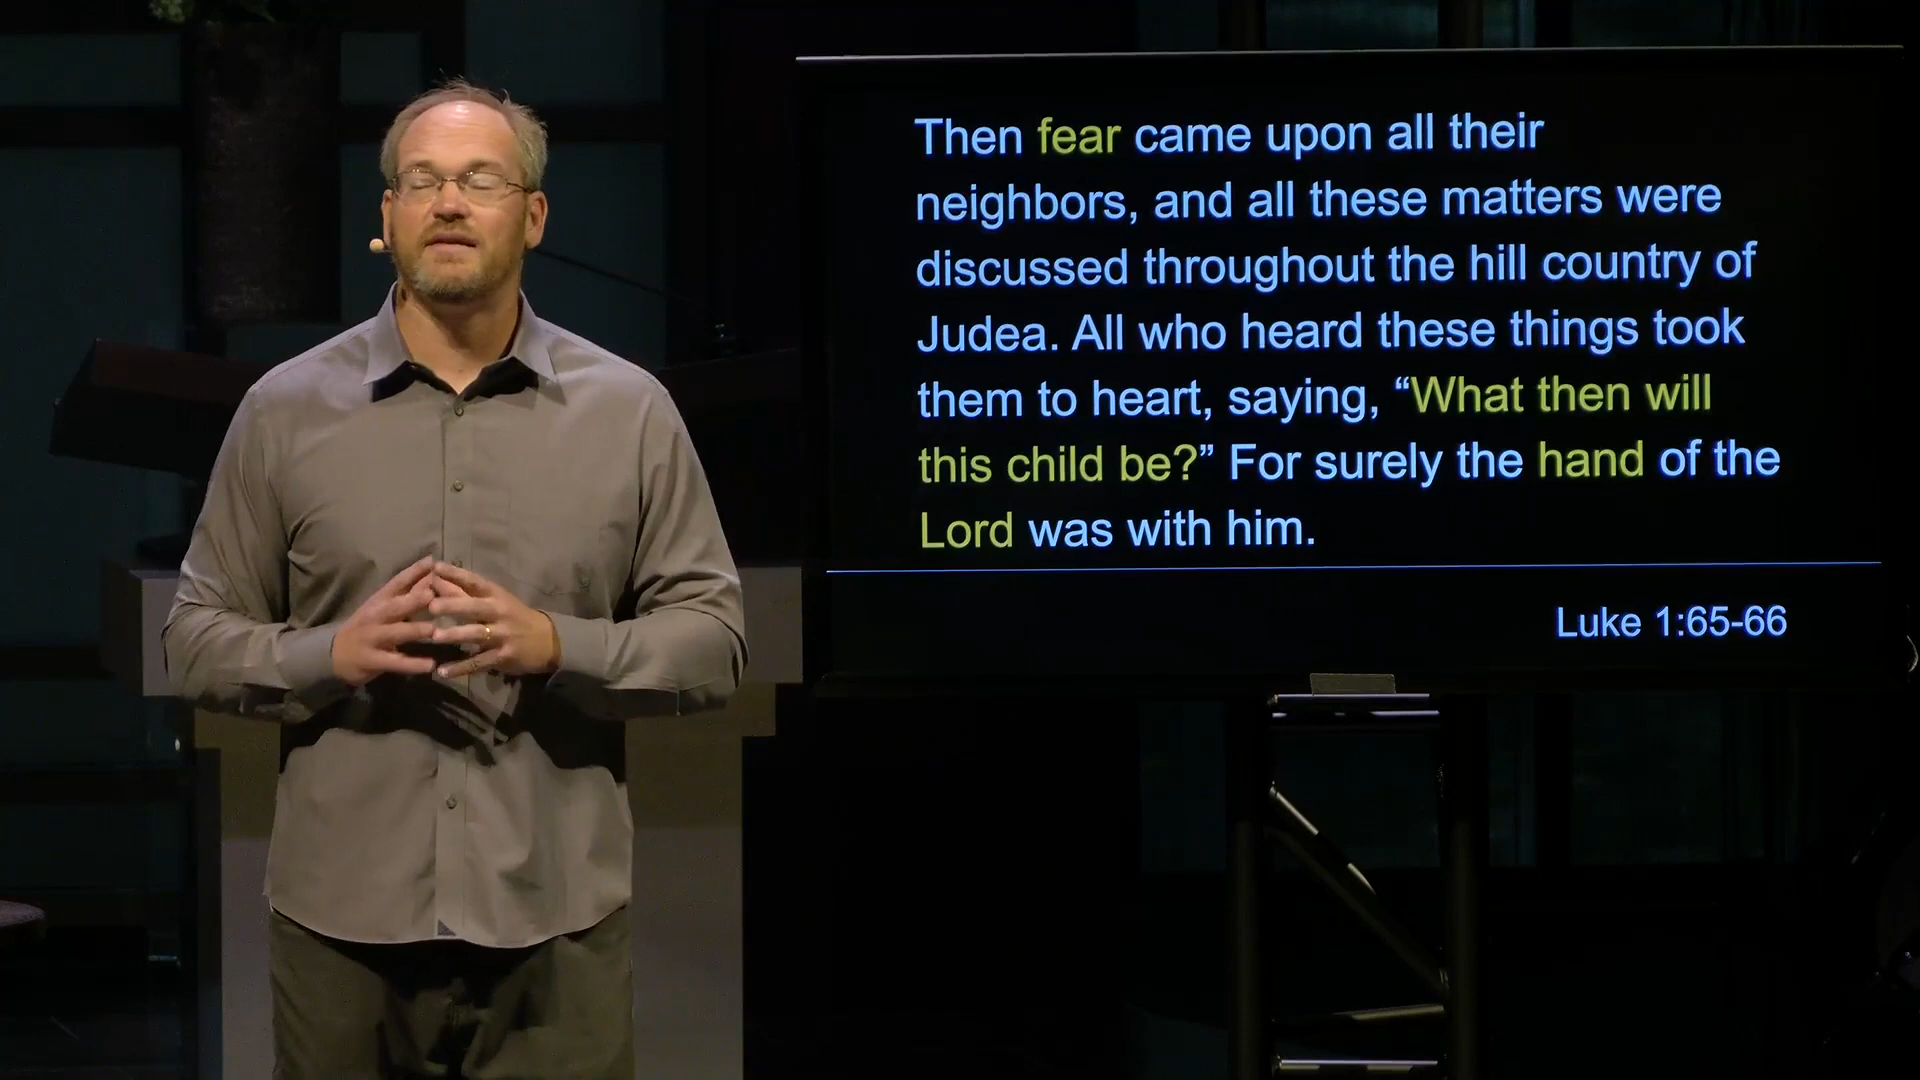 Then fear came upon all their
neighbors, and all these matters were
discussed throughout the hill country of
Judea. All who heard these things took
them to heart, saying, “What then will
this child be?” For surely the hand of the
Lord was with him.
Luke 1:65-66